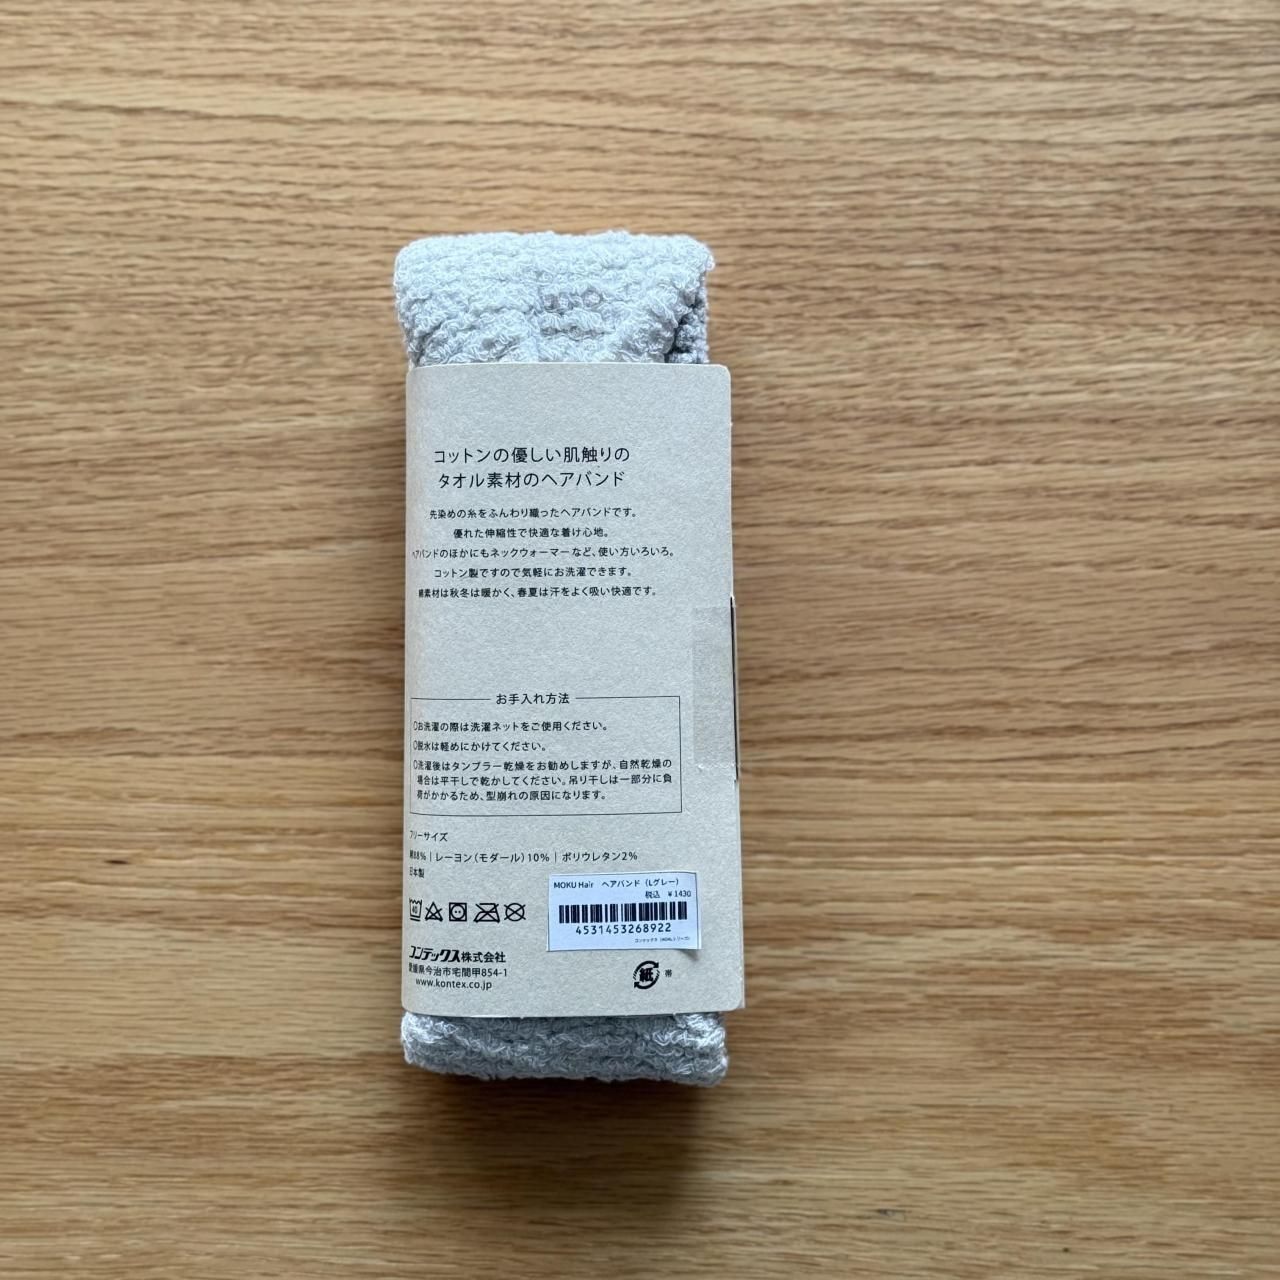 コットンの優しい肌触りの
タオル素材のヘアバンド
先染めの糸をふんわり織ったヘアバンドです。
優れた伸縮性で快適な着け心地。
ヘアバンドのほかにもネックウォーマーなど、使い方いろいろ。
コットン製ですので気軽にお洗濯できます。
綿素材は秋冬は暖かく、春夏は汗をよく吸い快適です。
お手入れ方法
○お洗濯の際は洗濯ネットをご使用ください。
○脱水は軽めにかけてください。
○洗濯後はタンブラー乾燥をお勧めしますが、自然乾燥の
場合は平干しで乾かしてください。吊り干しは一部分に負
荷がかかるため、型崩れの原因になります。
フリーサイズ
綿88%｜レーヨン(モダール)10%｜ポリウレタン2%
日本製
40
MOKU Hair ヘアバンド (Lグレー)
税込 ¥1430
4531453268922
コンテックス株式会社
愛媛県今治市宅間甲854-1
www.kontex.co.jp
紙 帯